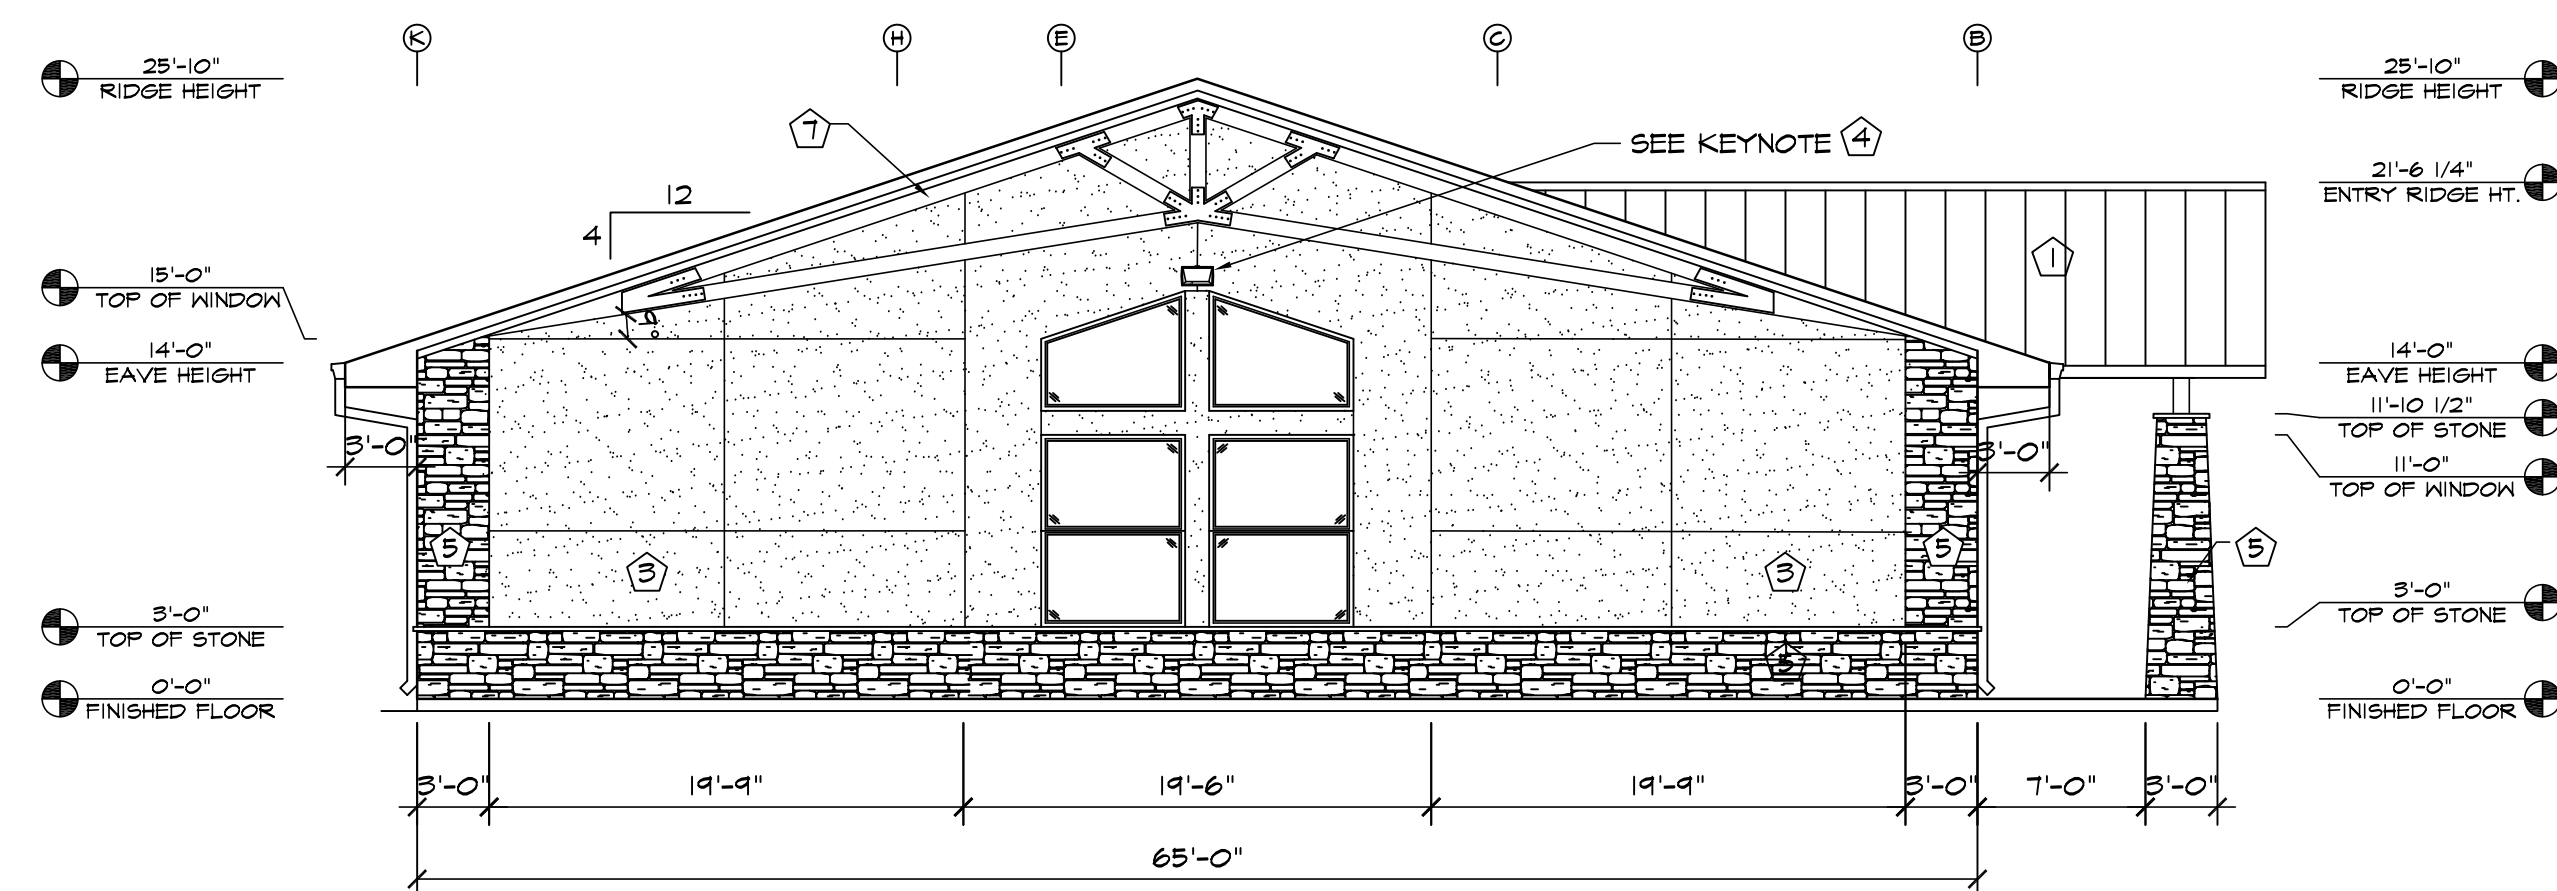 K H E C B
25'-10"
RIDGE HEIGHT
15'-0"
TOP OF WINDOW
14'-0"
EAVE HEIGHT
3'-0"
TOP OF STONE
0'-0"
FINISHED FLOOR
7
SEE KEYNOTE 4
12
4
1
3'-0"
3'-0"
5
3
3
5
5
5
25'-10"
RIDGE HEIGHT
21'-6 1/4"
ENTRY RIDGE HT.
14'-0"
EAVE HEIGHT
11'-10 1/2"
TOP OF STONE
11'-0"
TOP OF WINDOW
3'-0"
TOP OF STONE
0'-0"
FINISHED FLOOR
3'-0" 19'-9" 19'-6" 19'-9" 3'-0" 7'-0" 3'-0"
65'-0"